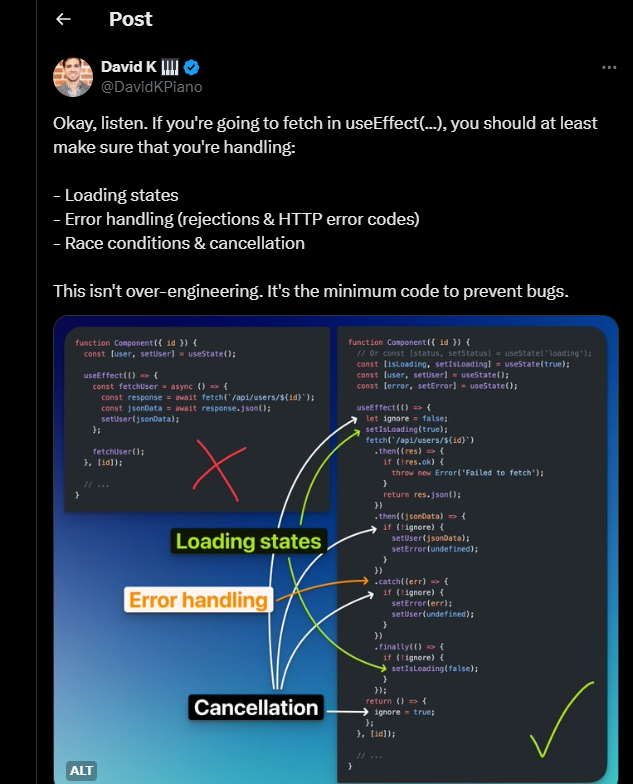 Post
David K
@DavidKPiano
Okay, listen. If you're going to fetch in useEffect(...), you should at least
make sure that you're handling:
- Loading states
- Error handling (rejections & HTTP error codes)
- Race conditions & cancellation
This isn't over-engineering. It's the minimum code to prevent bugs.
function Component({ id }) {
const [user, setUser] = useState();
useEffect(() => {
const fetchUser = async () => {
const response = await fetch(`/api/users/${id}`);
const jsonData = await response.json();
setUser(jsonData);
};
fetchUser();
}, [id]);
// ...
}
function Component({ id }) {
// Or const [status, setStatus] = useState('loading');
const [isLoading, setIsLoading] = useState(true);
const [user, setUser] = useState();
const [error, setError] = useState();
useEffect(() => {
let ignore = false;
setIsLoading(true);
fetch(`/api/users/${id}`)
.then((res) => {
if (!res.ok) {
throw new Error('Failed to fetch');
}
return res.json();
})
.then((jsonData) => {
if (!ignore) {
setUser(jsonData);
setError(undefined);
}
})
.catch((err) => {
if (!ignore) {
setError(err);
setUser(undefined);
}
})
.finally(() => {
if (!ignore) {
setIsLoading(false);
}
});
return () => {
ignore = true;
};
}, [id]);
// ...
}
Loading states
Error handling
Cancellation
ALT